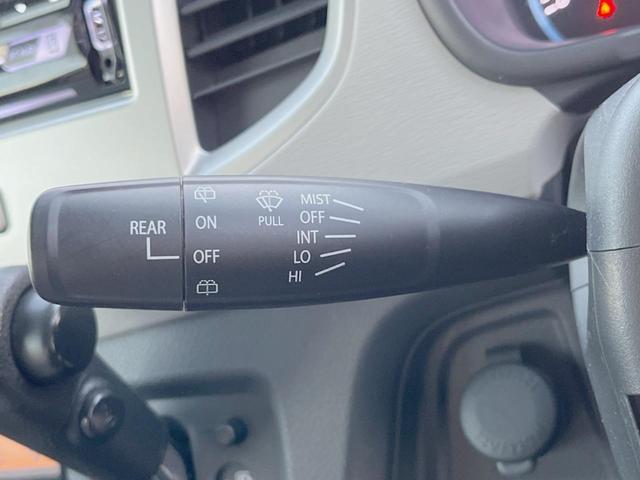 REAR
ON
OFF
PULL
MIST
OFF
INT
LO
HI